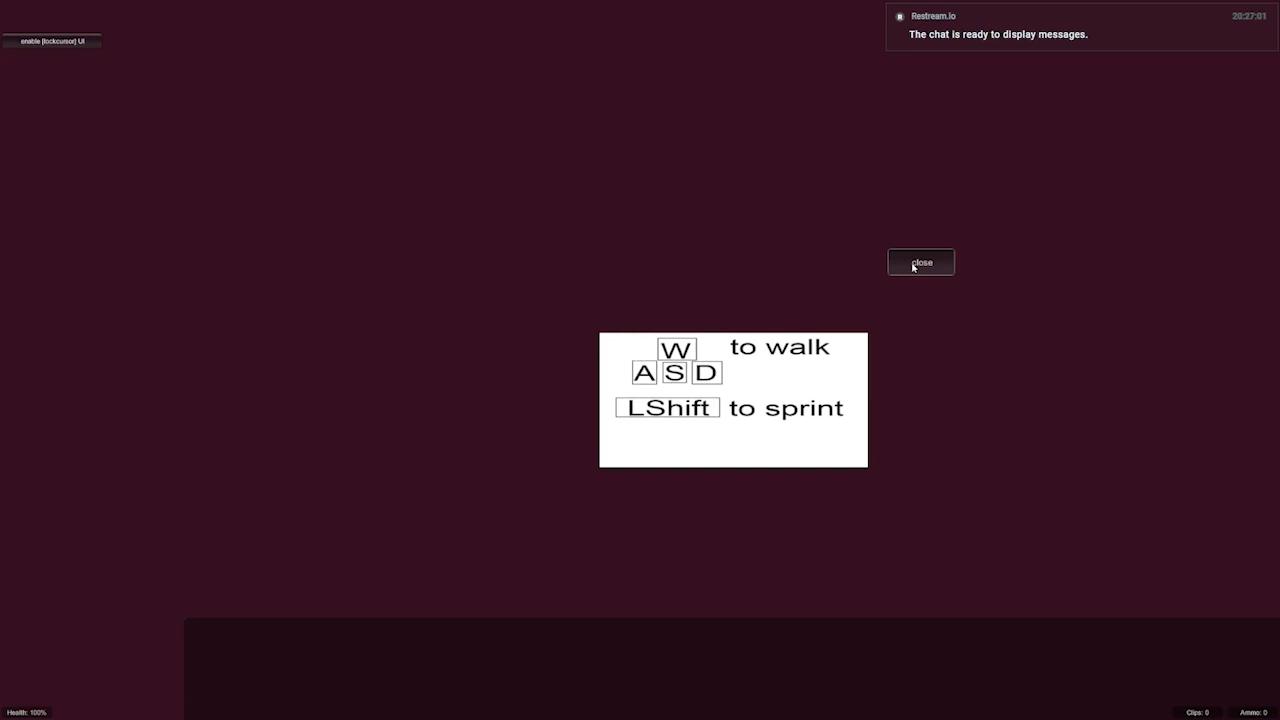 Restream.io 20:27:01
The chat is ready to display messages.
enable [lockcursor] UI
close
W to walk
A S D
LShift to sprint
Health: 100% Clips: 0 Ammo: 0